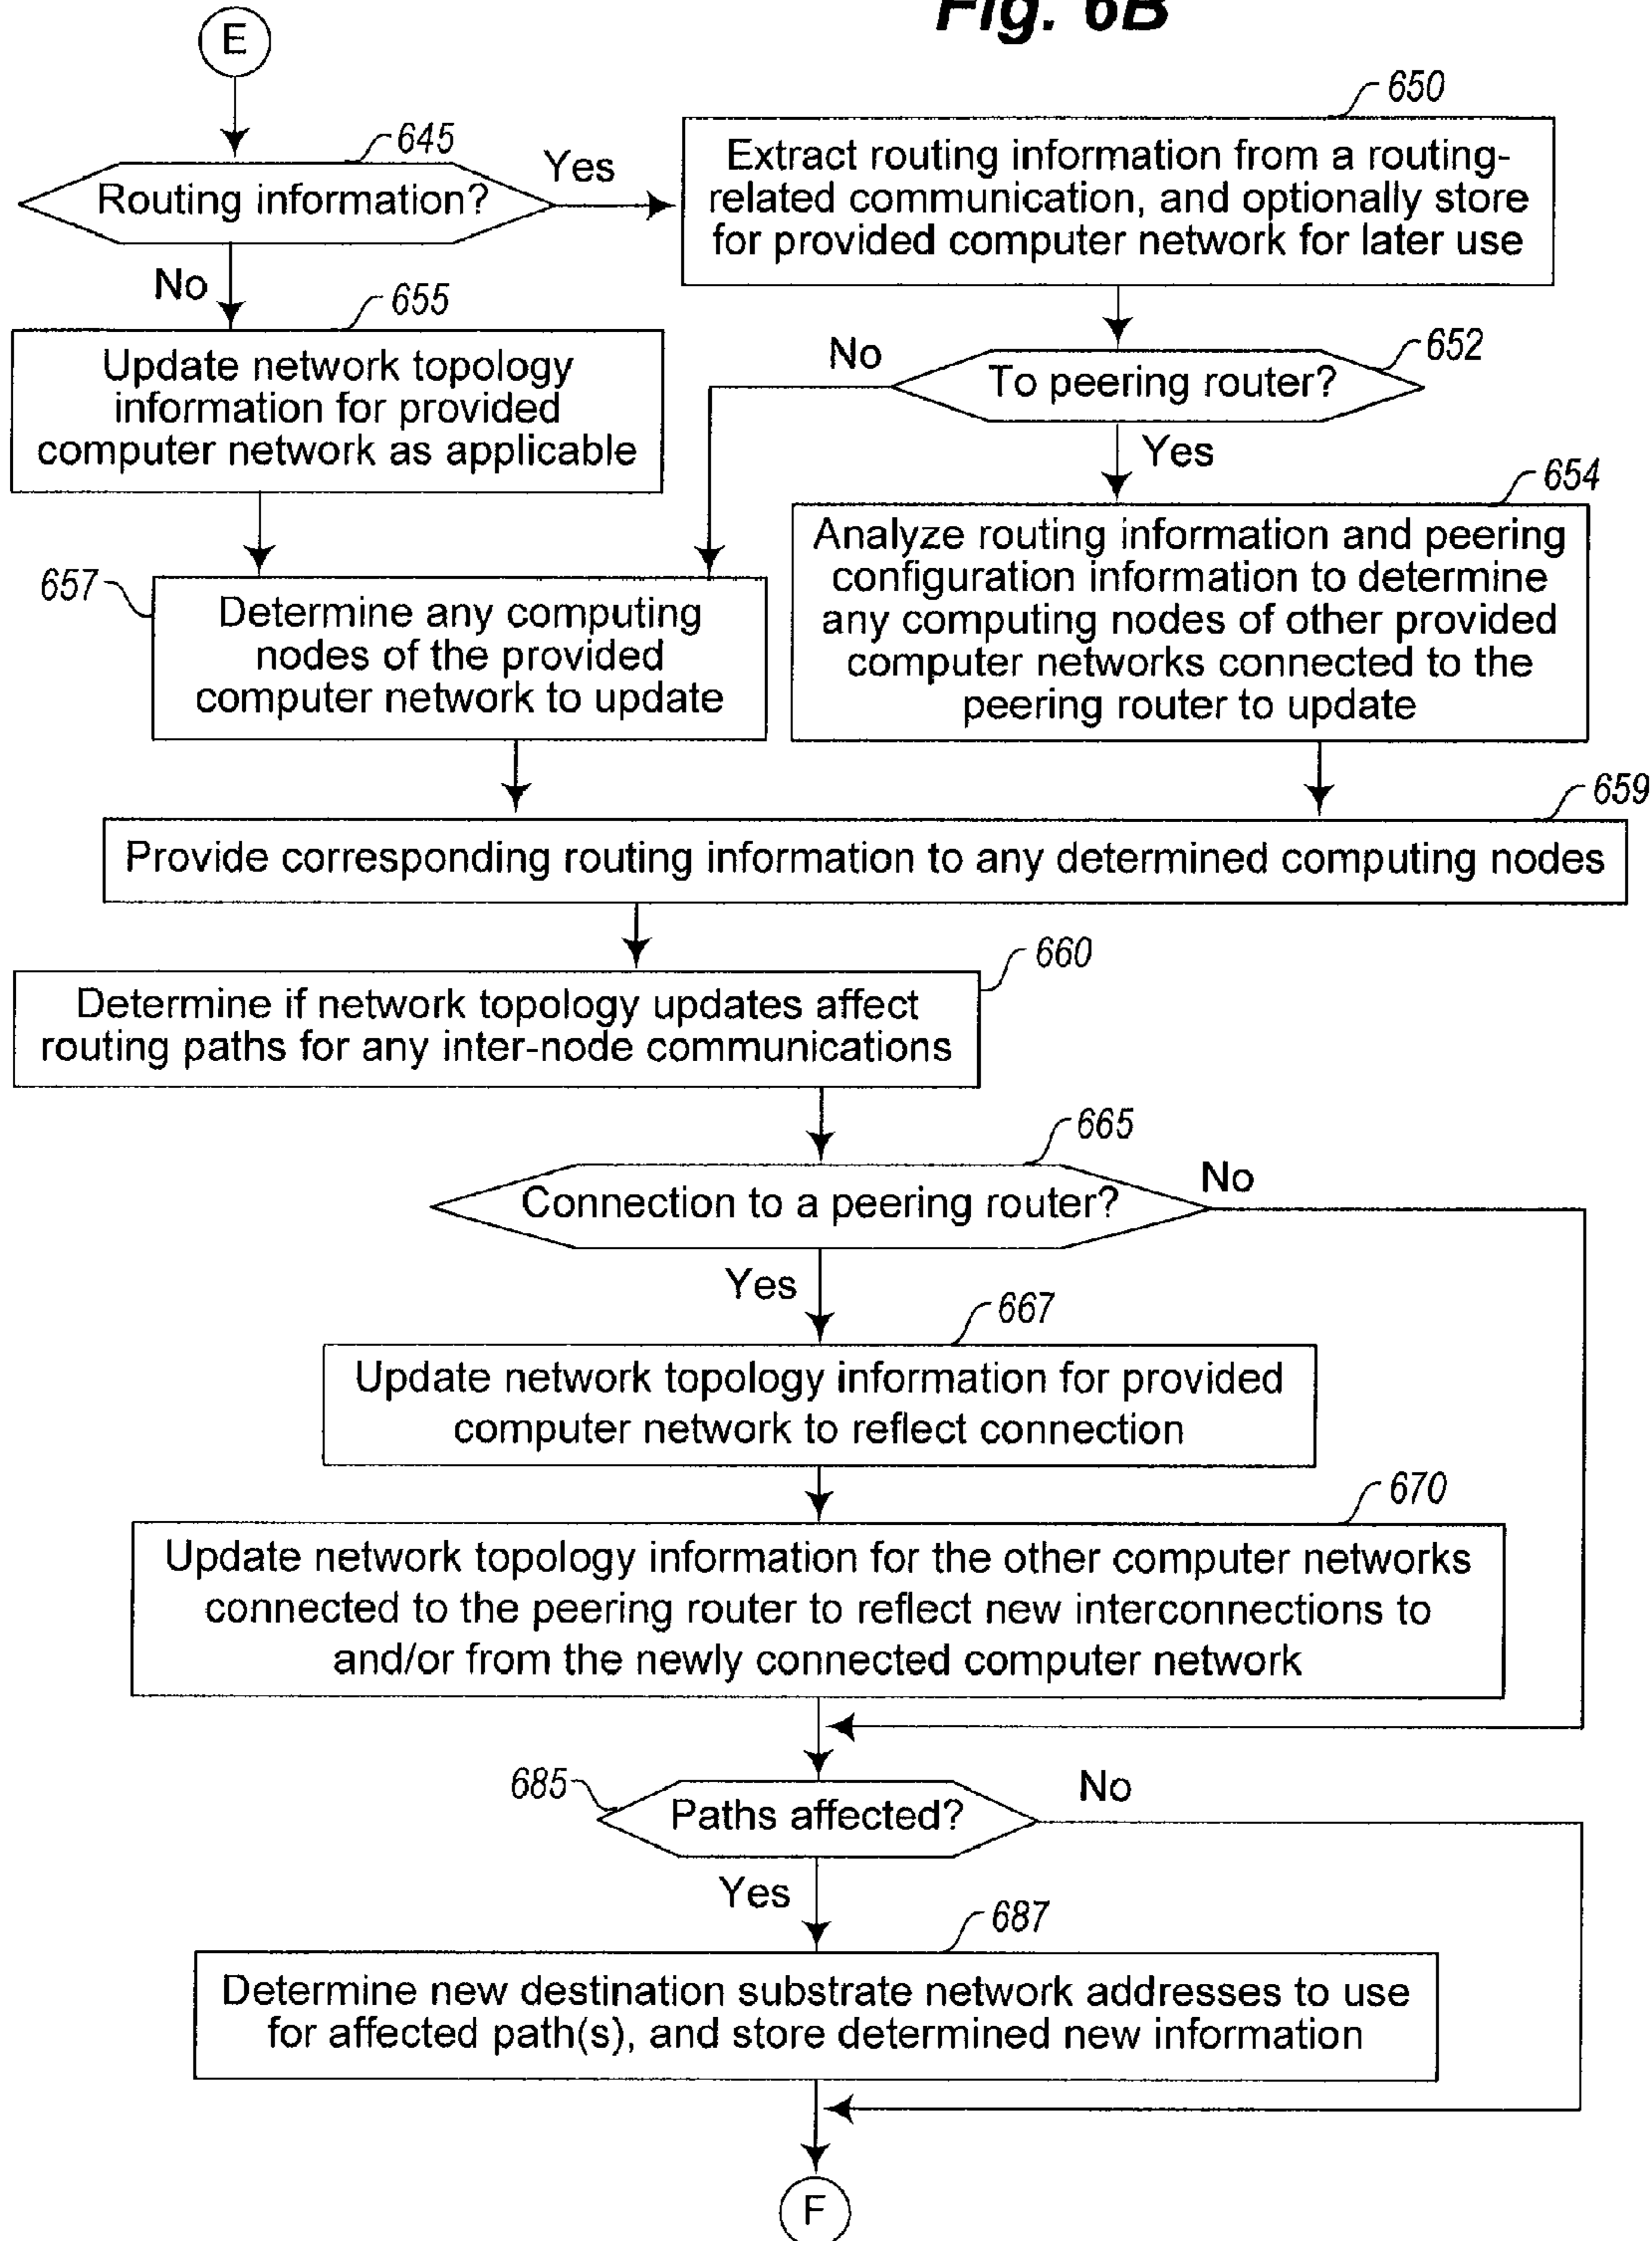 Fig. 6B
E
645
Routing information?
Yes
650
Extract routing information from a routing-
related communication, and optionally store
for provided computer network for later use
No
655
Update network topology
information for provided
computer network as applicable
652
To peering router?
No
Yes
654
Analyze routing information and peering
configuration information to determine
any computing nodes of other provided
computer networks connected to the
peering router to update
657
Determine any computing
nodes of the provided
computer network to update
659
Provide corresponding routing information to any determined computing nodes
660
Determine if network topology updates affect
routing paths for any inter-node communications
665
Connection to a peering router?
No
Yes
667
Update network topology information for provided
computer network to reflect connection
670
Update network topology information for the other computer networks
connected to the peering router to reflect new interconnections to
and/or from the newly connected computer network
685
Paths affected?
No
Yes
687
Determine new destination substrate network addresses to use
for affected path(s), and store determined new information
F